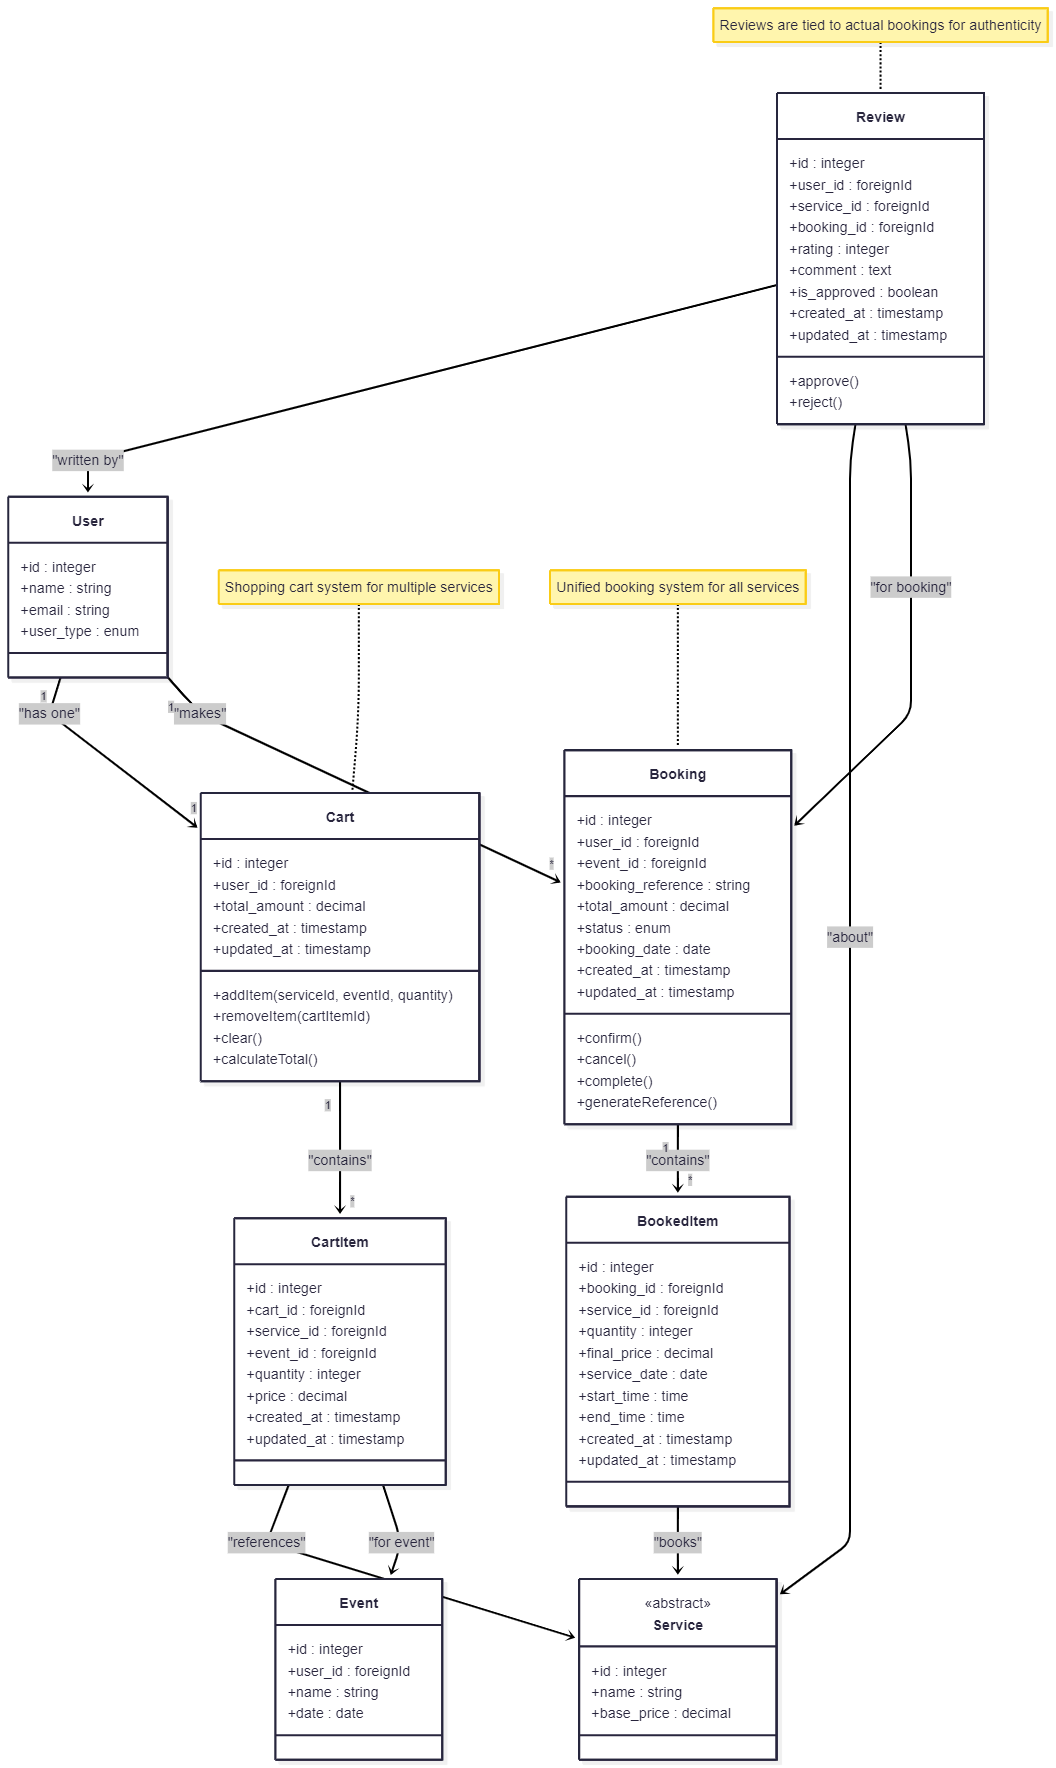 Reviews are tied to actual bookings for authenticity
Review
+id : integer
+user_id : foreignId
+service_id : foreignId
+booking_id : foreignId
+rating : integer
+comment : text
+is_approved : boolean
+created_at : timestamp
+updated_at : timestamp
+approve()
+reject()
"written by"
User
+id : integer
+name : string
+email : string
+user_type : enum
Shopping cart system for multiple services
Unified booking system for all services
"for booking"
1
"has one"
1
"makes"
1
*
Cart
+id : integer
+user_id : foreignId
+total_amount : decimal
+created_at : timestamp
+updated_at : timestamp
+addItem(serviceId, eventId, quantity)
+removeItem(cartItemId)
+clear()
+calculateTotal()
Booking
+id : integer
+user_id : foreignId
+event_id : foreignId
+booking_reference : string
+total_amount : decimal
+status : enum
+booking_date : date
+created_at : timestamp
+updated_at : timestamp
+confirm()
+cancel()
+complete()
+generateReference()
"about"
1
"contains"
*
1
"contains"
*
CartItem
+id : integer
+cart_id : foreignId
+service_id : foreignId
+event_id : foreignId
+quantity : integer
+price : decimal
+created_at : timestamp
+updated_at : timestamp
BookedItem
+id : integer
+booking_id : foreignId
+service_id : foreignId
+quantity : integer
+final_price : decimal
+service_date : date
+start_time : time
+end_time : time
+created_at : timestamp
+updated_at : timestamp
"references"
"for event"
"books"
Event
+id : integer
+user_id : foreignId
+name : string
+date : date
«abstract»
Service
+id : integer
+name : string
+base_price : decimal